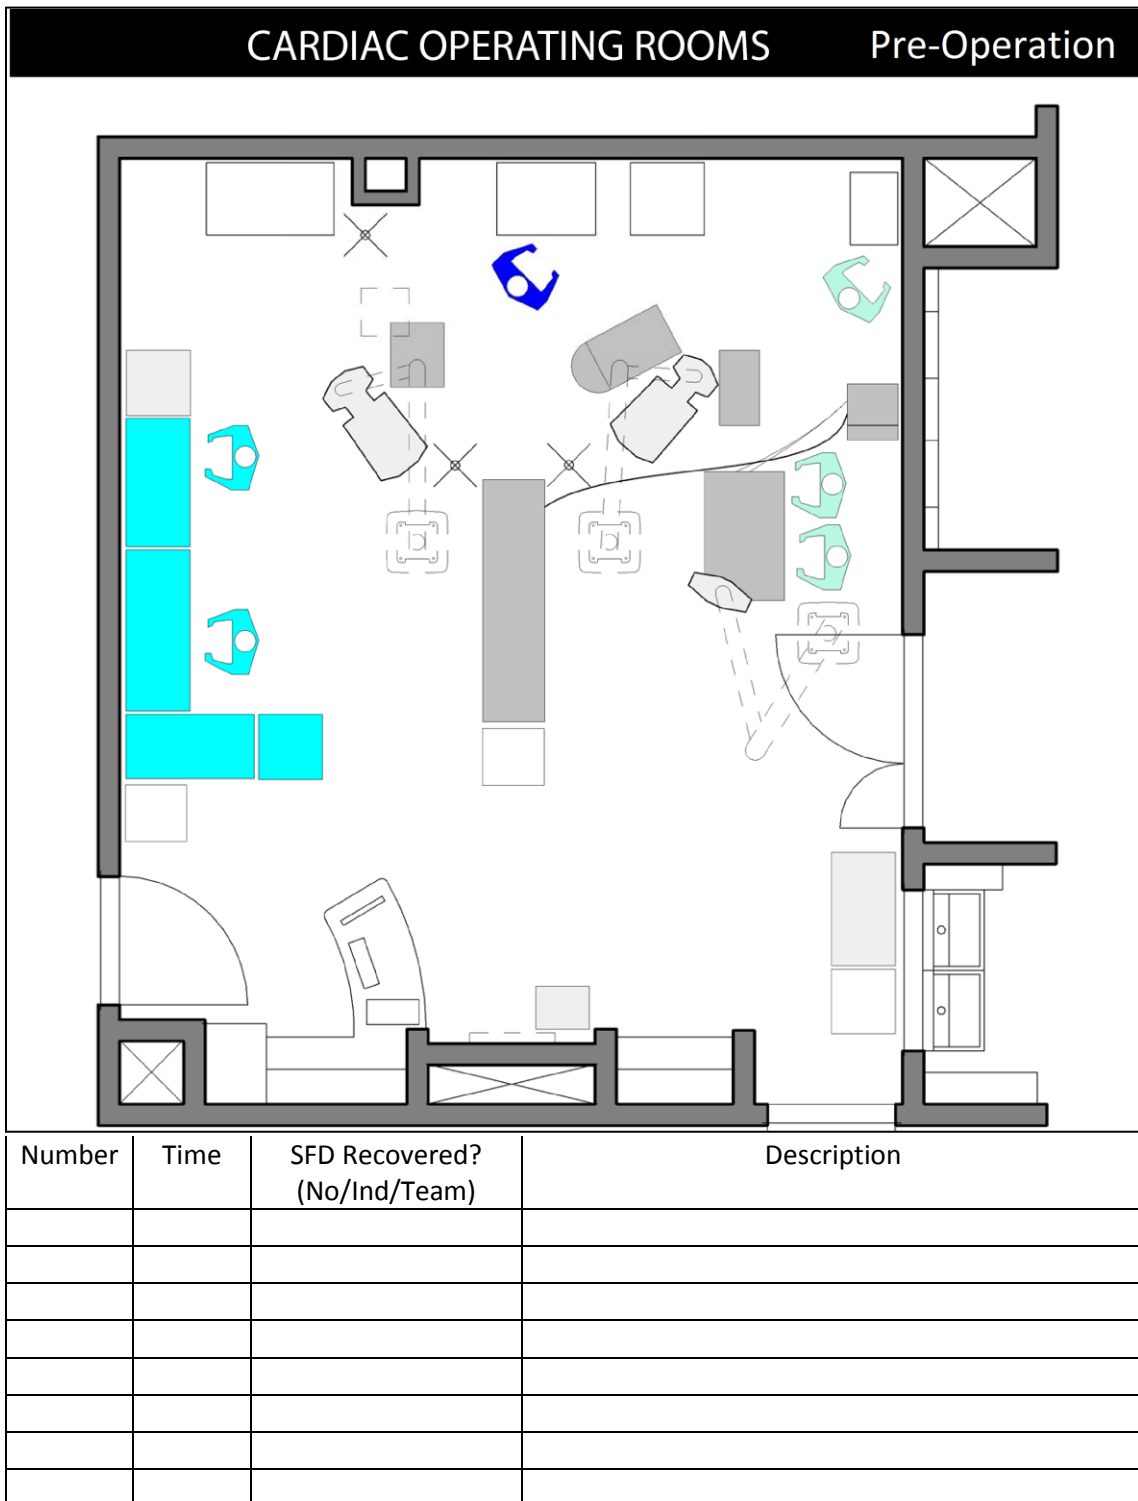 CARDIAC OPERATING ROOMS Pre-Operation
Number Time SFD Recovered? Description
(No/Ind/Team)